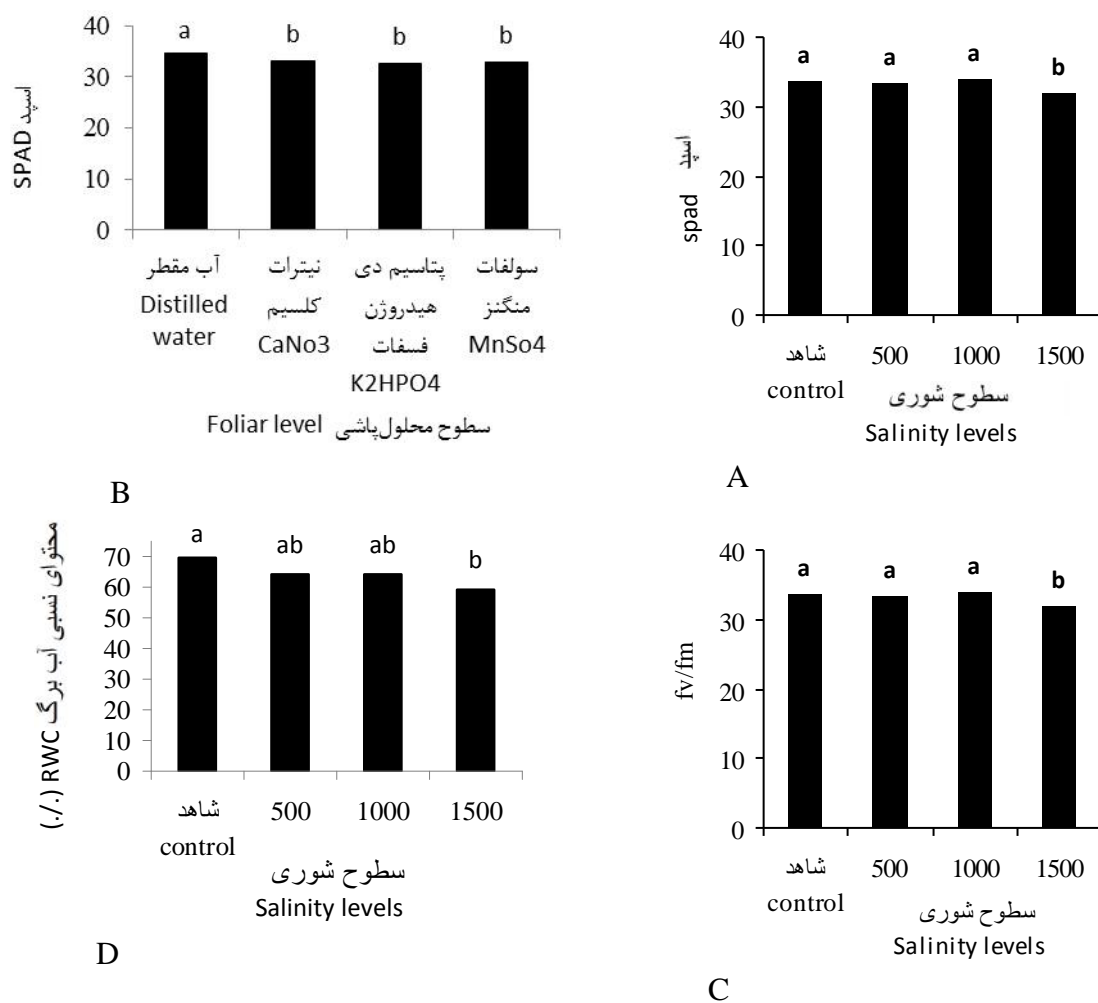 40
30
20
10
0
a
b
b
b
اسپد SPAD
آب مقطر
Distilled
water
نیترات
کلسیم
CaNo3
پتاسیم دی
هیدروژن
فسفات
K2HPO4
سولفات
منگنز
MnSo4
سطوح محلول‌پاشی Foliar level
B
40
30
20
10
0
a
a
a
b
spad اسپد
شاهد
control
500
1000
1500
سطوح شوری
Salinity levels
A
70
60
50
40
30
20
10
0
a
ab
ab
b
محتوای نسبی آب برگ RWC (./.)
شاهد
control
500
1000
1500
سطوح شوری
Salinity levels
D
40
30
20
10
0
a
a
a
b
fv/fm
شاهد
control
500
1000
1500
سطوح شوری
Salinity levels
C